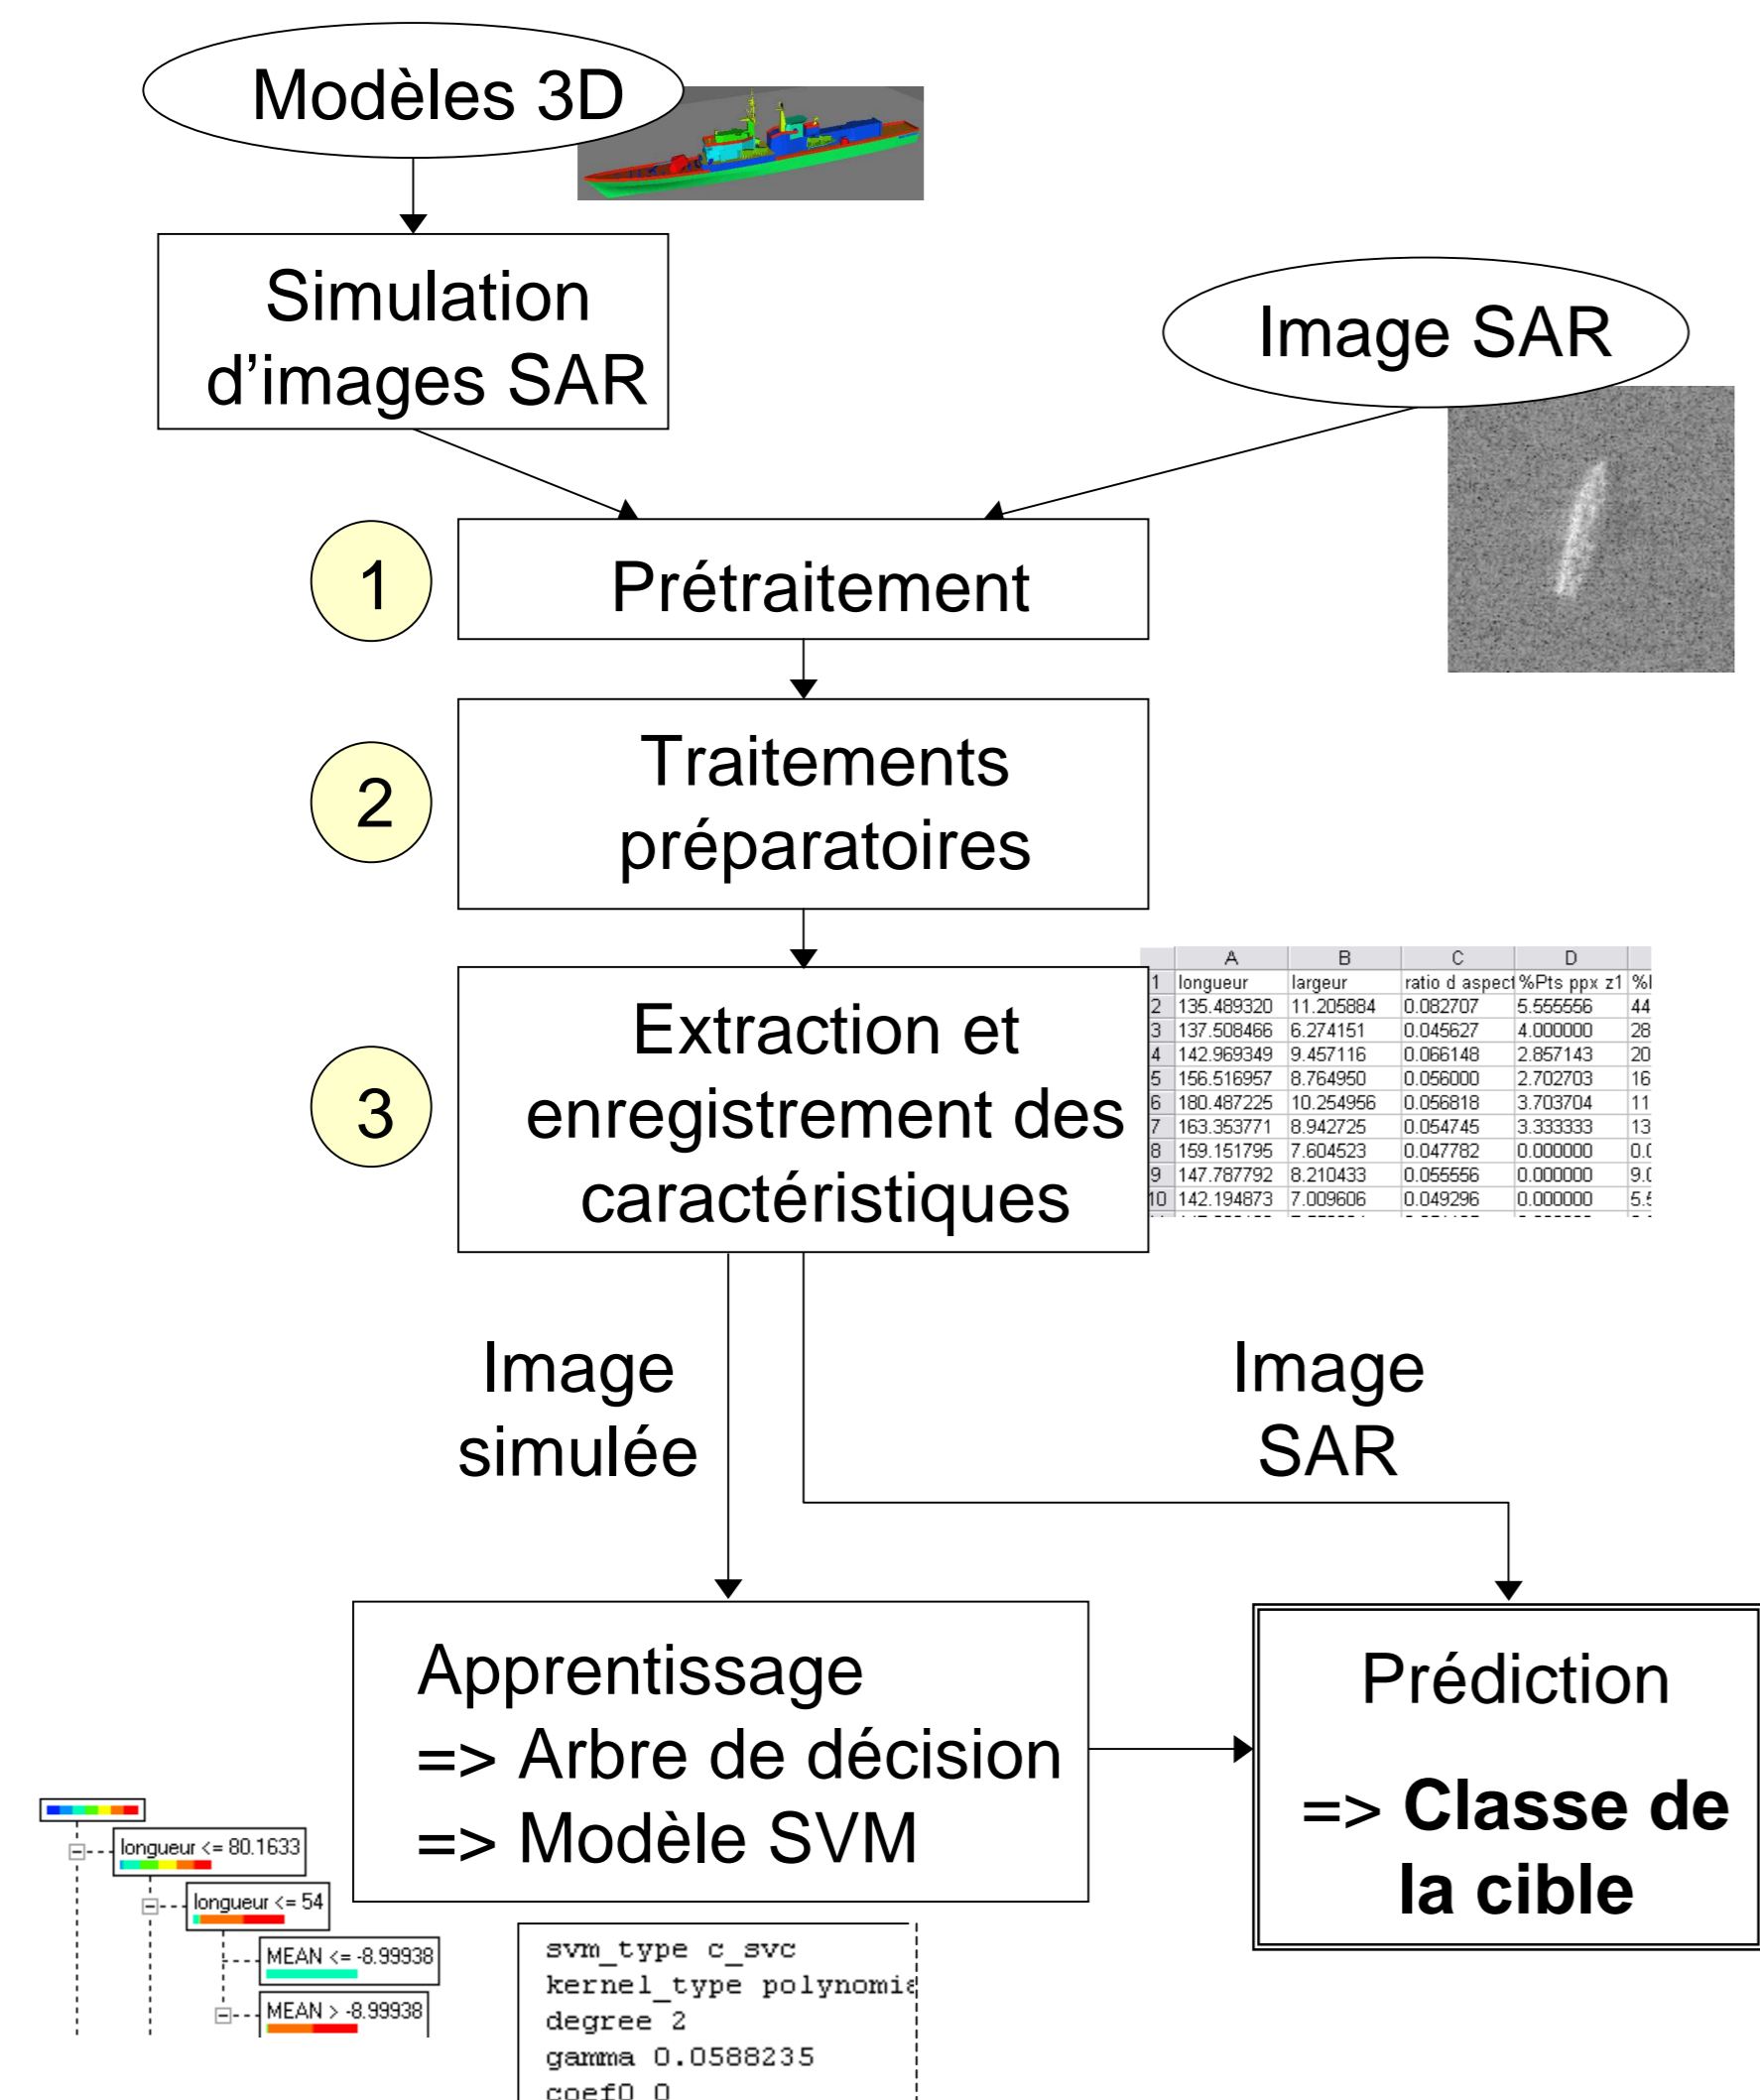 Modèles 3D
Simulation
d'images SAR
Image SAR
1
Prétraitement
2
Traitements
préparatoires
3
Extraction et
enregistrement des
caractéristiques
A B C D
1 longueur largeur ratio d aspect %Pts ppx z1
2 135.489320 11.205884 0.082707 5.555556 44
3 137.508466 6.274151 0.045627 4.000000 28
4 142.969349 9.457116 0.066148 2.857143 20
5 156.516957 8.764950 0.056000 2.702703 16
6 180.487225 10.254956 0.056818 3.703704 11
7 163.353771 8.942725 0.054745 3.333333 13
8 159.151795 7.604523 0.047782 0.000000
9 147.787792 8.210433 0.055556 0.000000
10 142.194873 7.009606 0.049296 0.000000
Image
simulée
Image
SAR
Apprentissage
=> Arbre de décision
=> Modèle SVM
Prédiction
=> Classe de
la cible
longueur <= 80.1633
longueur <= 54
MEAN <= -8.99938
MEAN > -8.99938
svm_type c_svc
kernel_type polynomia
degree 2
gamma 0.0588235
coef0 0